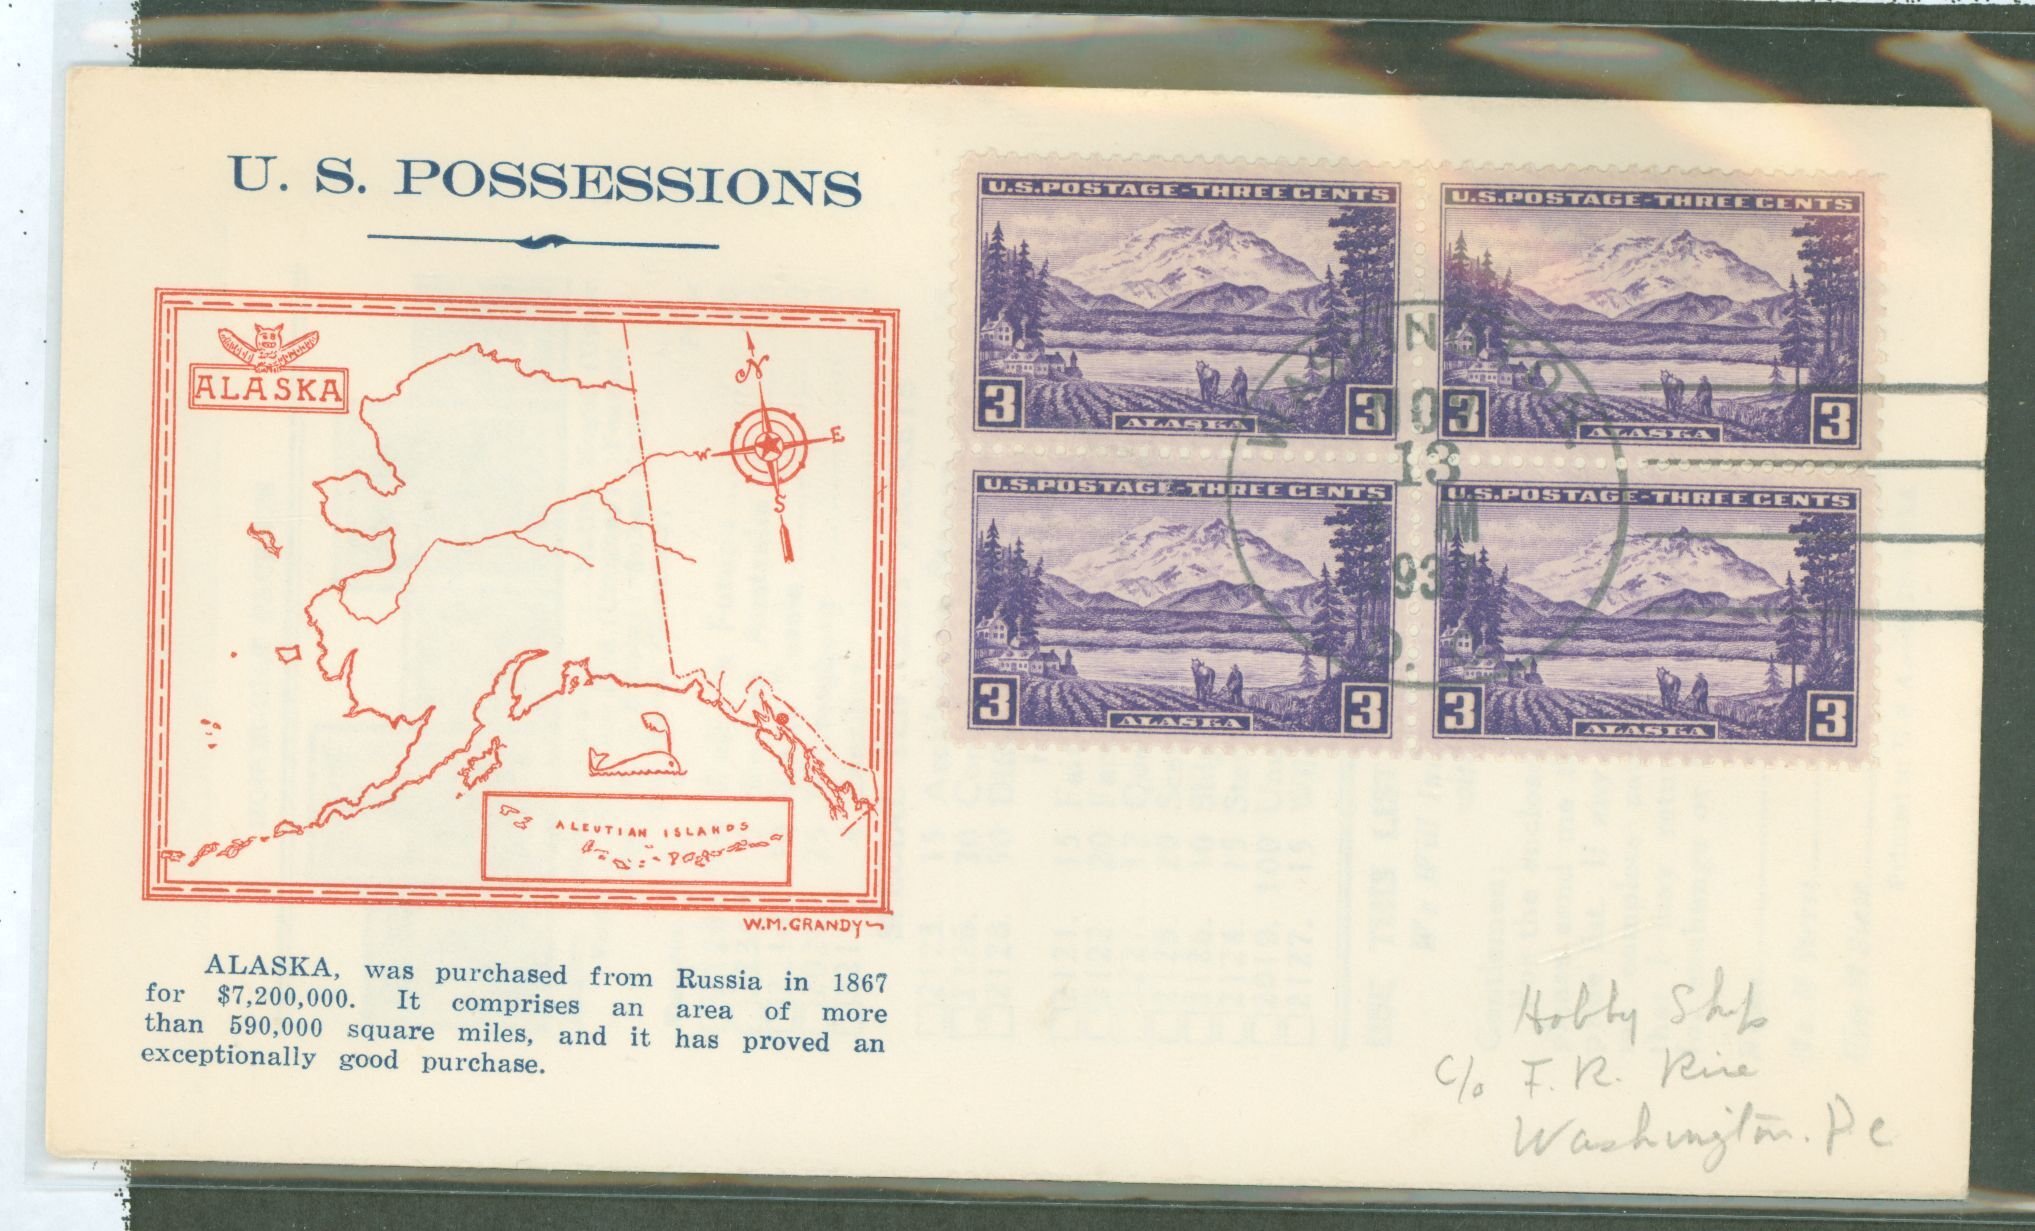 U. S. POSSESSIONS
ALASKA
N
W
E
S
ALEUTIAN ISLANDS
W.M. GRANDY
ALASKA, was purchased from Russia in 1867
for $7,200,000. It comprises an area of more
than 590,000 square miles, and it has proved an
exceptionally good purchase.
U.S. POSTAGE-THREE CENTS
3 ALASKA 3
U.S. POSTAGE-THREE CENTS
3 ALASKA 3
U.S. POSTAGE-THREE CENTS
3 ALASKA 3
U.S. POSTAGE-THREE CENTS
3 ALASKA 3
13
AM
D. C.
Hobby Shop
c/o F. R. Rice
Washington. D C